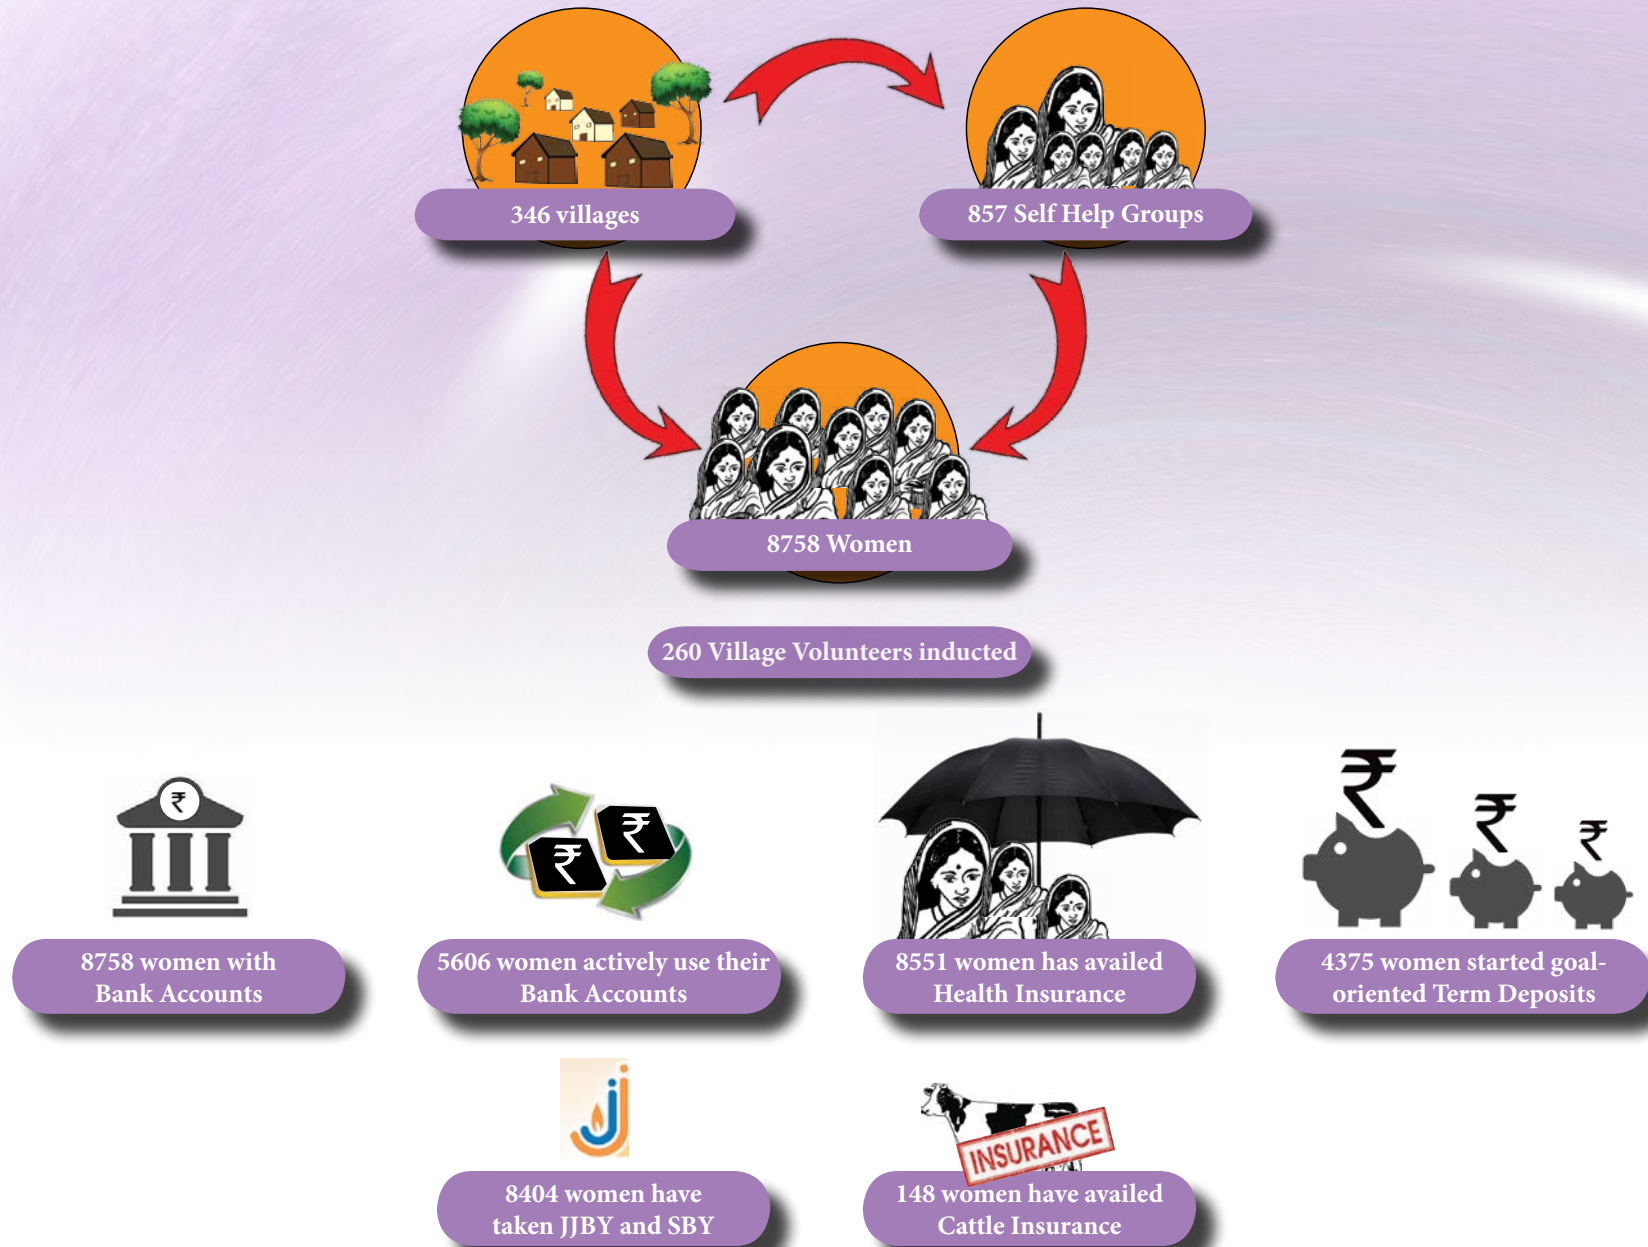 346 villages
857 Self Help Groups
8758 Women
260 Village Volunteers inducted
₹
₹ ₹
₹ ₹ ₹
8758 women with
Bank Accounts
5606 women actively use their
Bank Accounts
8551 women has availed
Health Insurance
4375 women started goal-
oriented Term Deposits
INSURANCE
8404 women have
taken JJBY and SBY
148 women have availed
Cattle Insurance